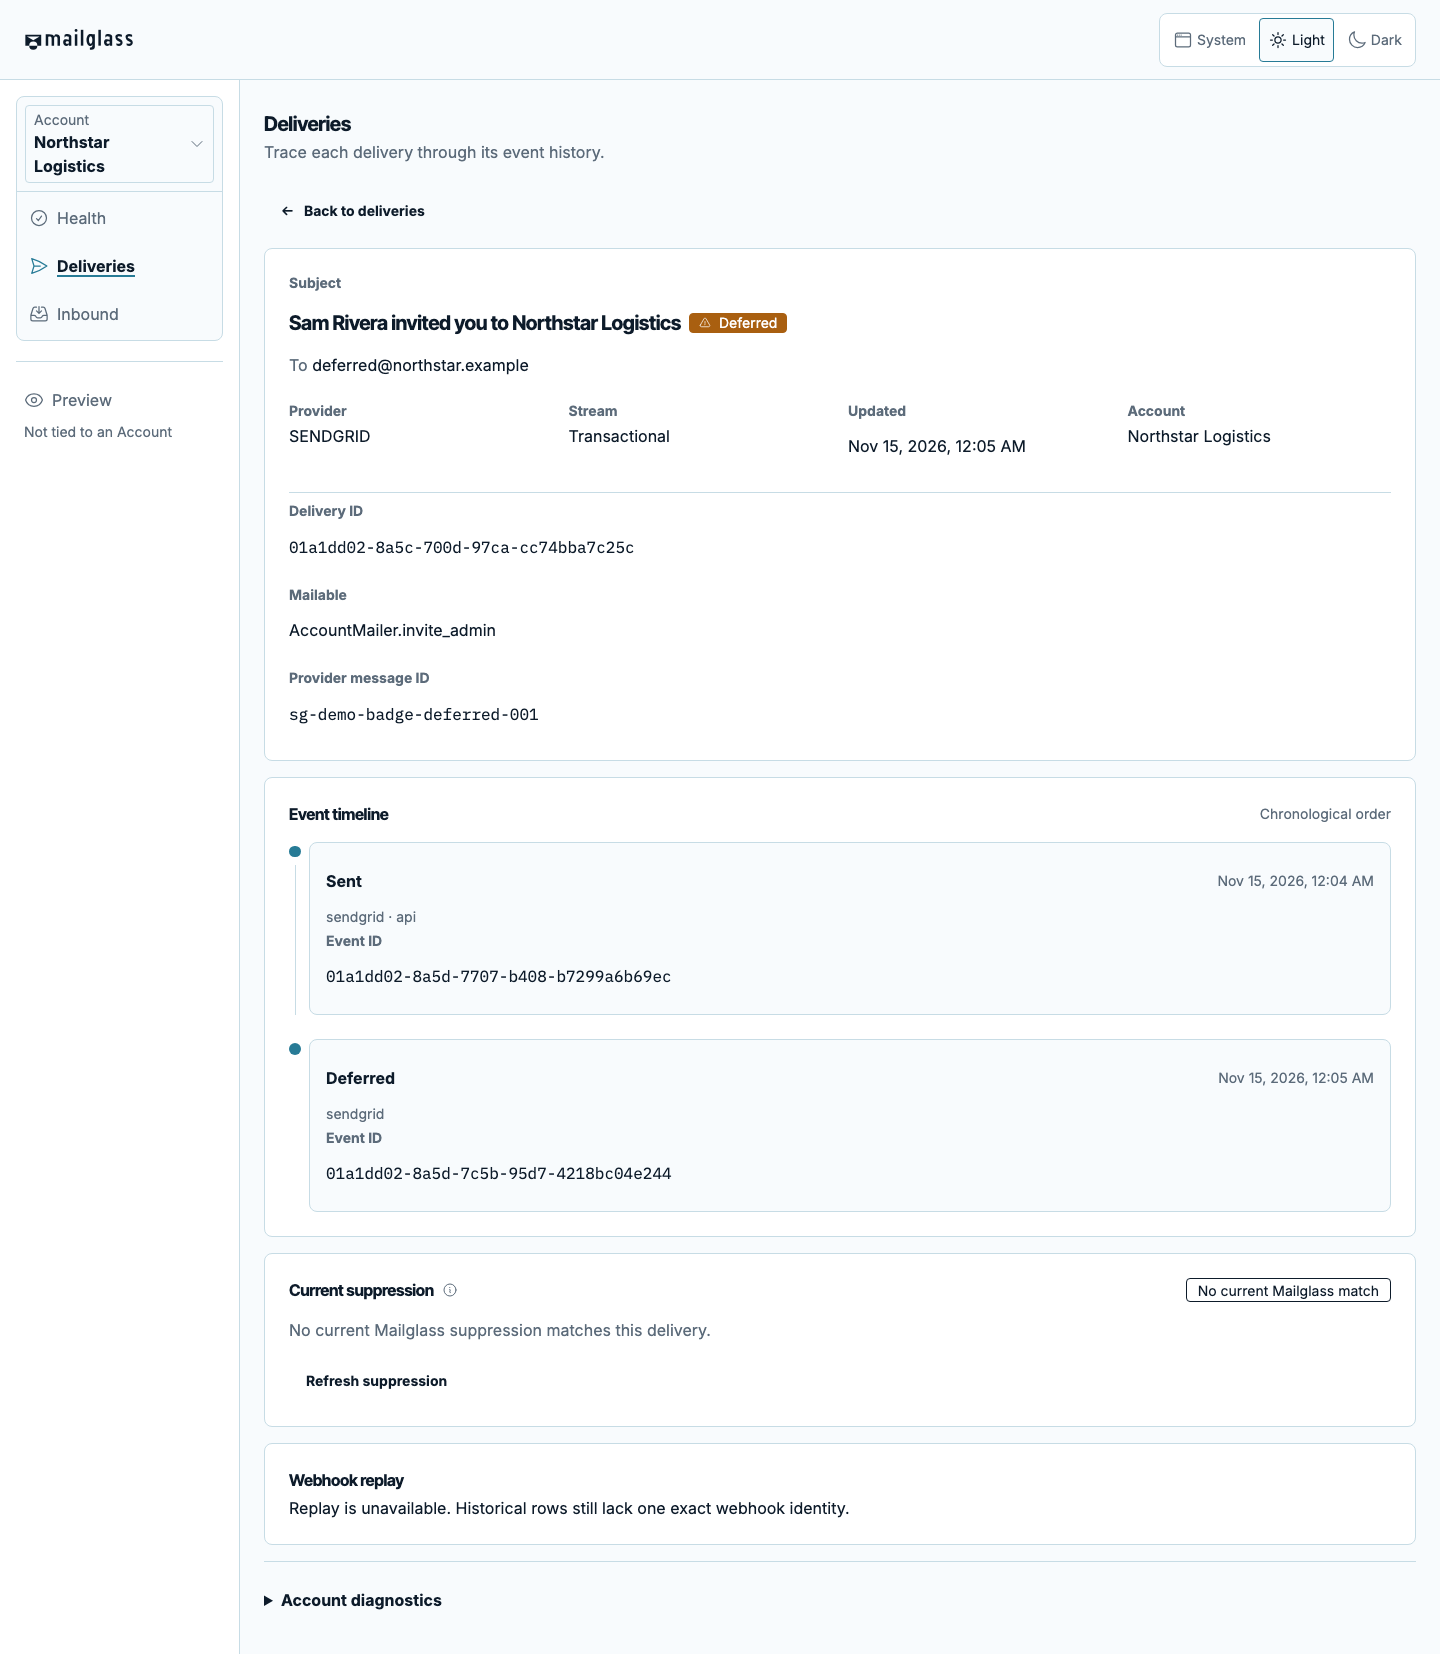 mailglass
System
Light
Dark
Account
Northstar
Logistics
Health
Deliveries
Inbound
Preview
Not tied to an Account
Deliveries
Trace each delivery through its event history.
← Back to deliveries
Subject
Sam Rivera invited you to Northstar Logistics
Deferred
To deferred@northstar.example
Provider
SENDGRID
Stream
Transactional
Updated
Nov 15, 2026, 12:05 AM
Account
Northstar Logistics
Delivery ID
01a1dd02-8a5c-700d-97ca-cc74bba7c25c
Mailable
AccountMailer.invite_admin
Provider message ID
sg-demo-badge-deferred-001
Event timeline
Chronological order
Sent
Nov 15, 2026, 12:04 AM
sendgrid · api
Event ID
01a1dd02-8a5d-7707-b408-b7299a6b69ec
Deferred
Nov 15, 2026, 12:05 AM
sendgrid
Event ID
01a1dd02-8a5d-7c5b-95d7-4218bc04e244
Current suppression
No current Mailglass match
No current Mailglass suppression matches this delivery.
Refresh suppression
Webhook replay
Replay is unavailable. Historical rows still lack one exact webhook identity.
Account diagnostics